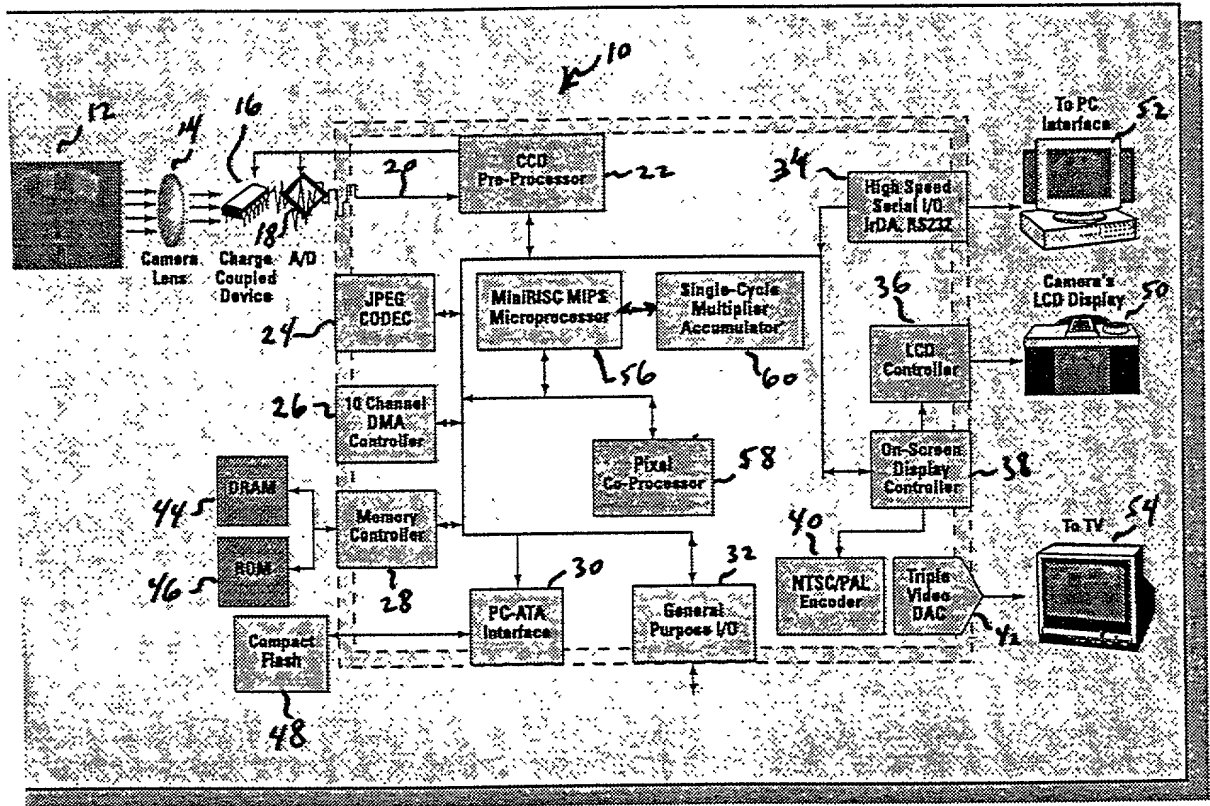 10
12
14
16
18
Camera
Lens
Charge
Coupled
Device
A/D
20
CCD
Pre-Processor
22
34
High Speed
Serial I/O
IrDA, RS232
To PC
Interface
52
24
JPEG
CODEC
MiniRISC MIPS
Microprocessor
56
Single-Cycle
Multiplier
Accumulator
60
36
LCD
Controller
Camera's
LCD Display
50
26
10 Channel
DMA
Controller
Pixel
Co-Processor
58
On-Screen
Display
Controller
38
44
DRAM
46
ROM
Memory
Controller
28
48
Compact
Flash
30
PC-ATA
Interface
32
General
Purpose I/O
40
NTSC/PAL
Encoder
Triple
Video
DAC
42
To TV
54